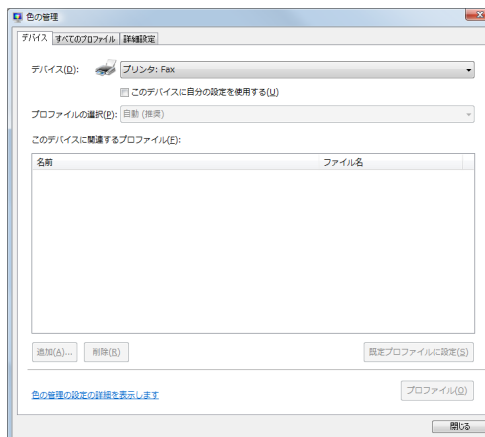 色の管理
デバイス すべてのプロファイル 詳細設定
デバイス(D): プリンタ: Fax
このデバイスに自分の設定を使用する(U)
プロファイルの選択(P): 自動 (推奨)
このデバイスに関連するプロファイル(F):
名前 ファイル名
追加(A)... 削除(R) 既定プロファイルに設定(S)
色の管理の設定の詳細を表示します プロファイル(O)
閉じる